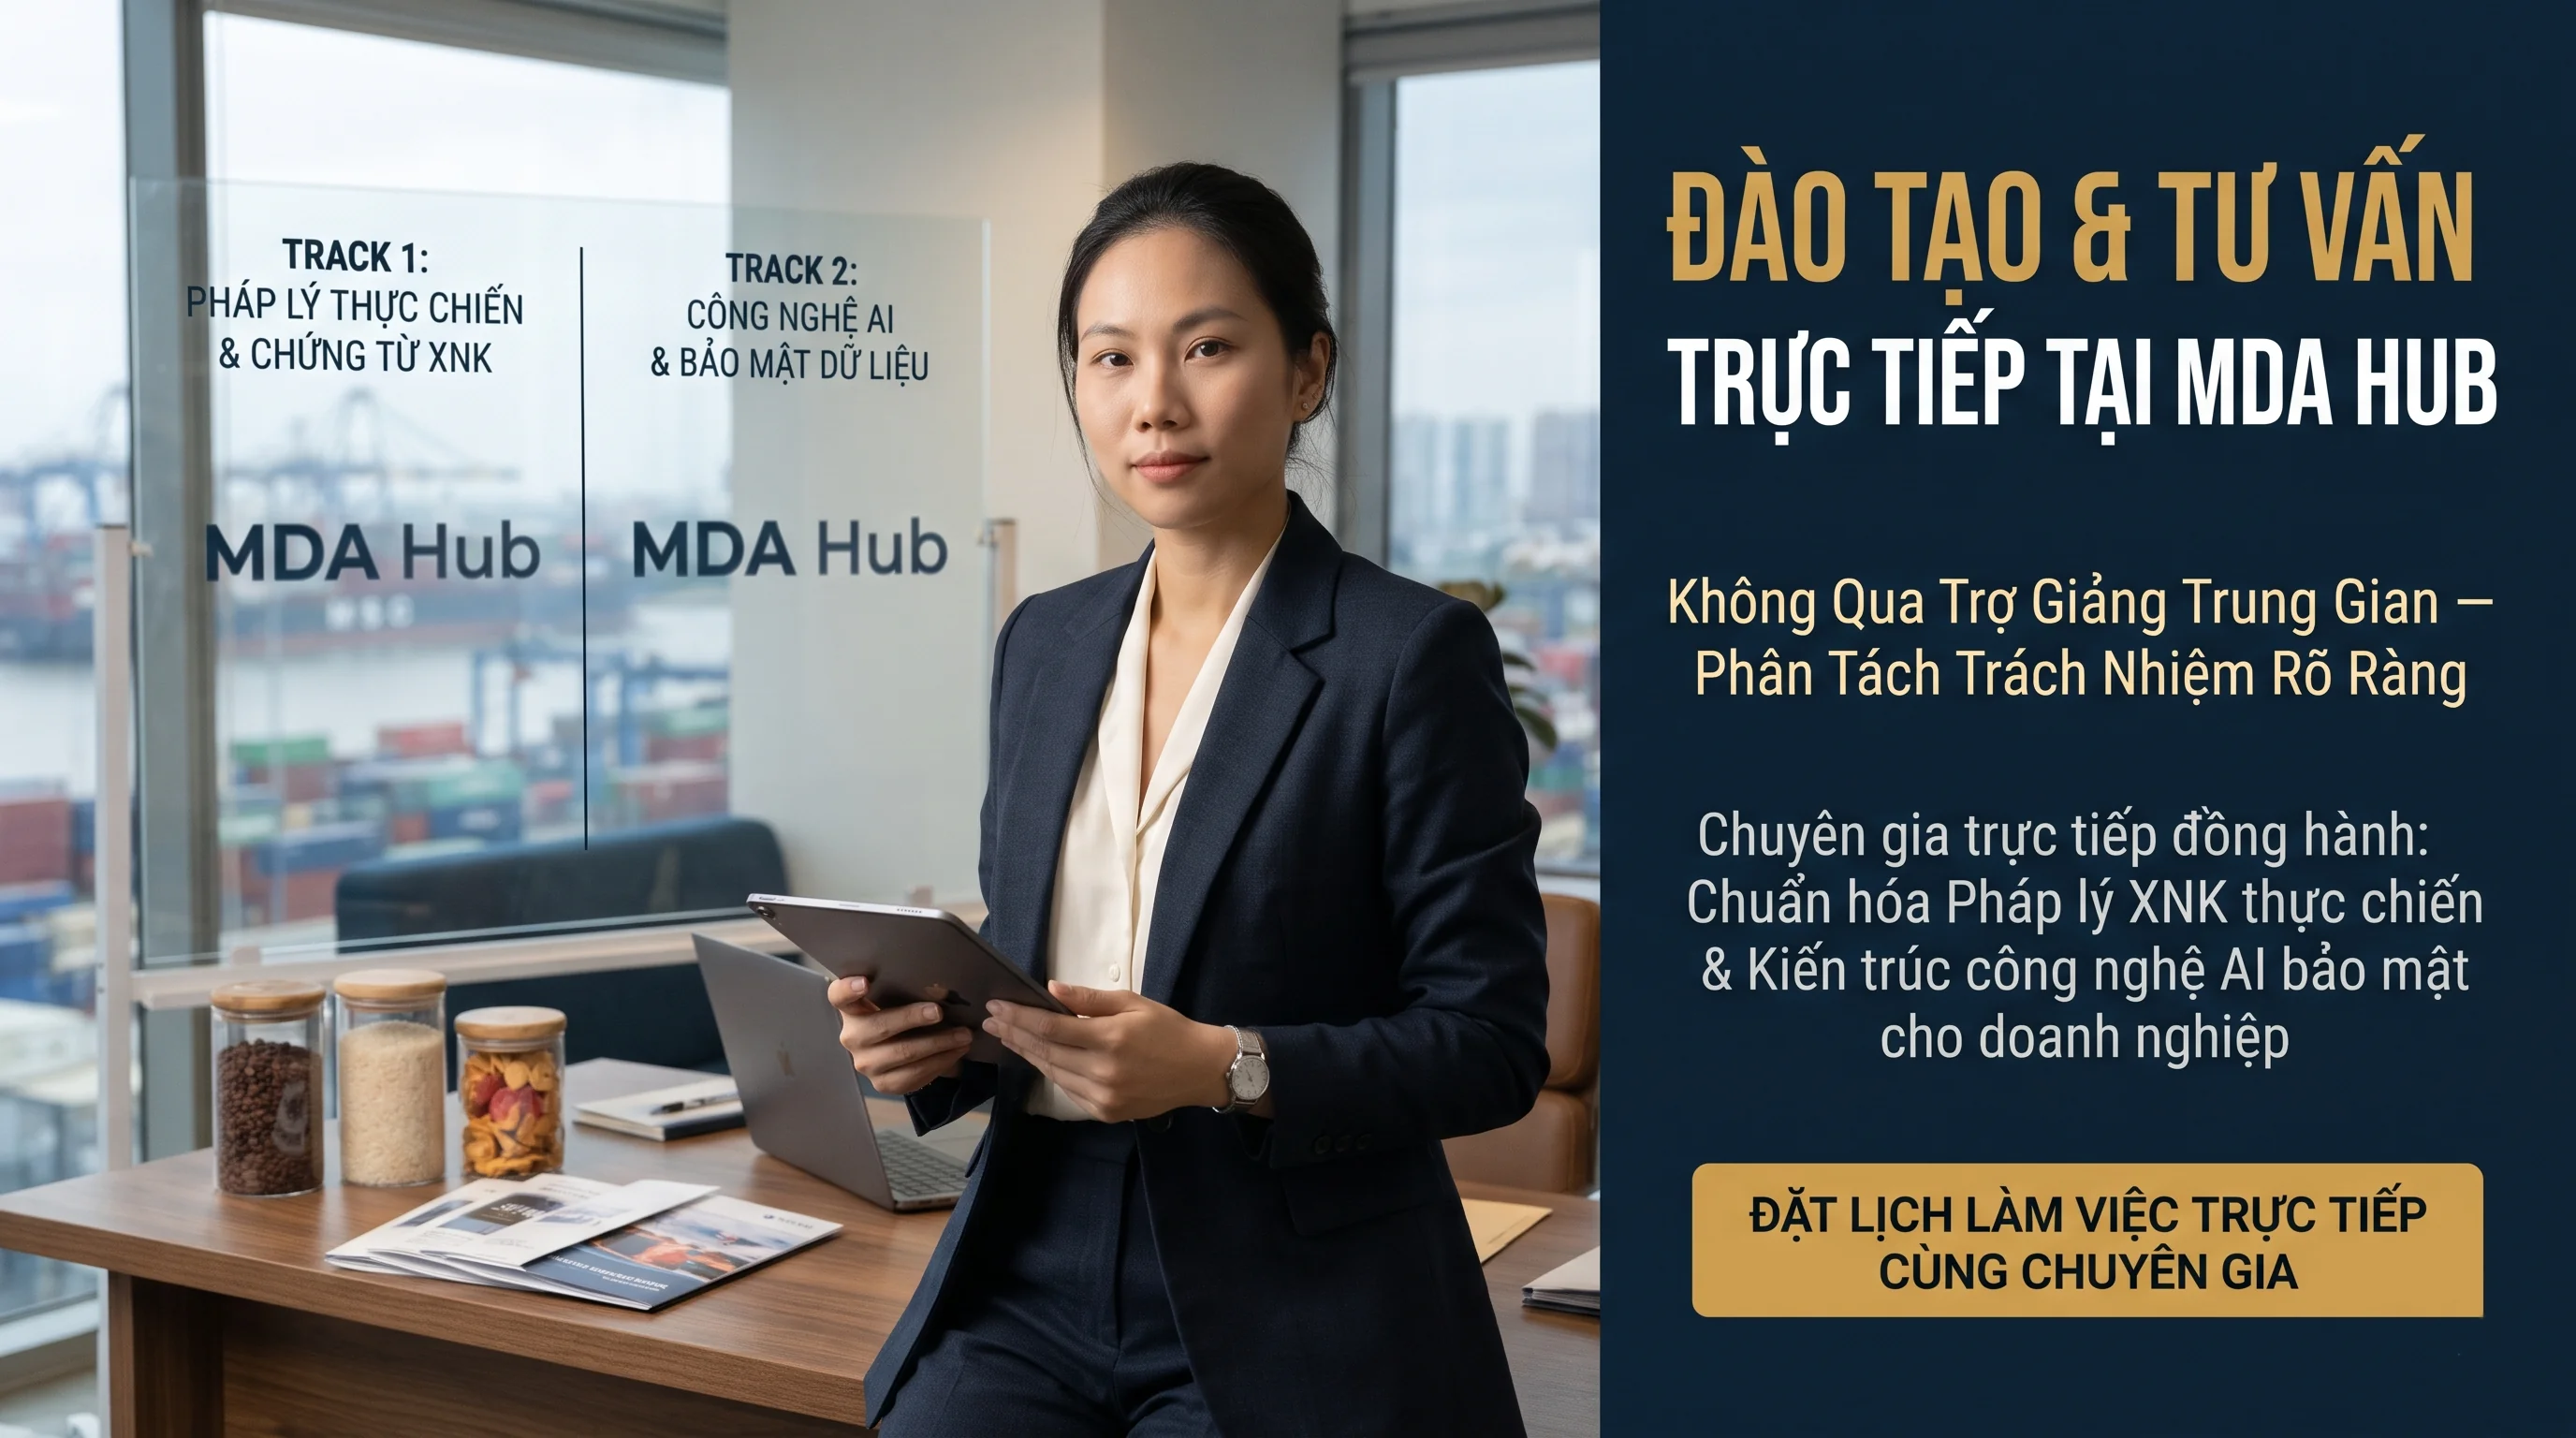 TRACK 1:
PHÁP LÝ THỰC CHIẾN
& CHỨNG TỪ XNK
MDA Hub
TRACK 2:
CÔNG NGHỆ AI
& BẢO MẬT DỮ LIỆU
MDA Hub
ĐÀO TẠO & TƯ VẤN
TRỰC TIẾP TẠI MDA HUB
Không Qua Trợ Giảng Trung Gian —
Phân Tách Trách Nhiệm Rõ Ràng
Chuyên gia trực tiếp đồng hành:
Chuẩn hóa Pháp lý XNK thực chiến
& Kiến trúc công nghệ AI bảo mật
cho doanh nghiệp
ĐẶT LỊCH LÀM VIỆC TRỰC TIẾP
CÙNG CHUYÊN GIA